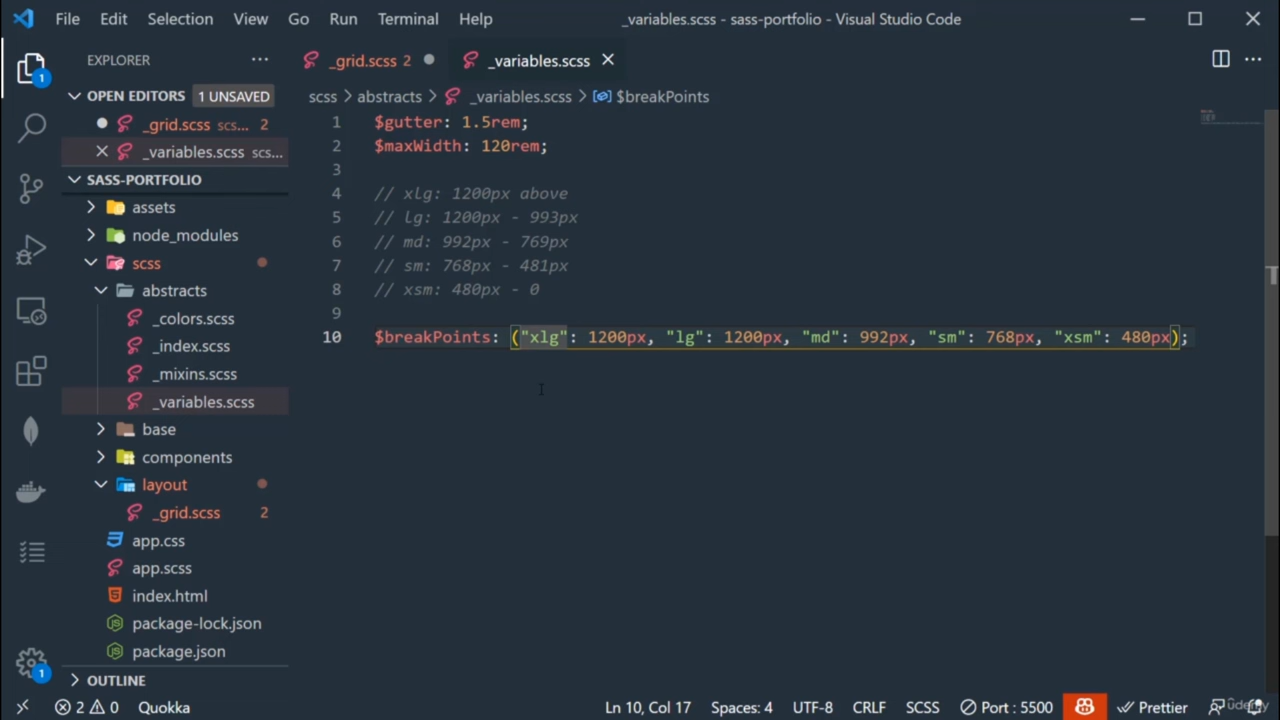 File Edit Selection View Go Run Terminal Help
_variables.scss - sass-portfolio - Visual Studio Code
EXPLORER
_grid.scss 2
_variables.scss
OPEN EDITORS
1 UNSAVED
scss > abstracts > _variables.scss > $breakPoints
_grid.scss scs... 2
_variables.scss scs...
SASS-PORTFOLIO
assets
node_modules
scss
abstracts
_colors.scss
_index.scss
_mixins.scss
_variables.scss
base
components
layout
_grid.scss 2
app.css
app.scss
index.html
package-lock.json
package.json
OUTLINE
1
1
1 $gutter: 1.5rem;
2 $maxWidth: 120rem;
3
4 // xlg: 1200px above
5 // lg: 1200px - 993px
6 // md: 992px - 769px
7 // sm: 768px - 481px
8 // xsm: 480px - 0
9
10 $breakPoints: ("xlg": 1200px, "lg": 1200px, "md": 992px, "sm": 768px, "xsm": 480px);
2 0 Quokka Ln 10, Col 17 Spaces: 4 UTF-8 CRLF SCSS Port : 5500 Prettier
udemy